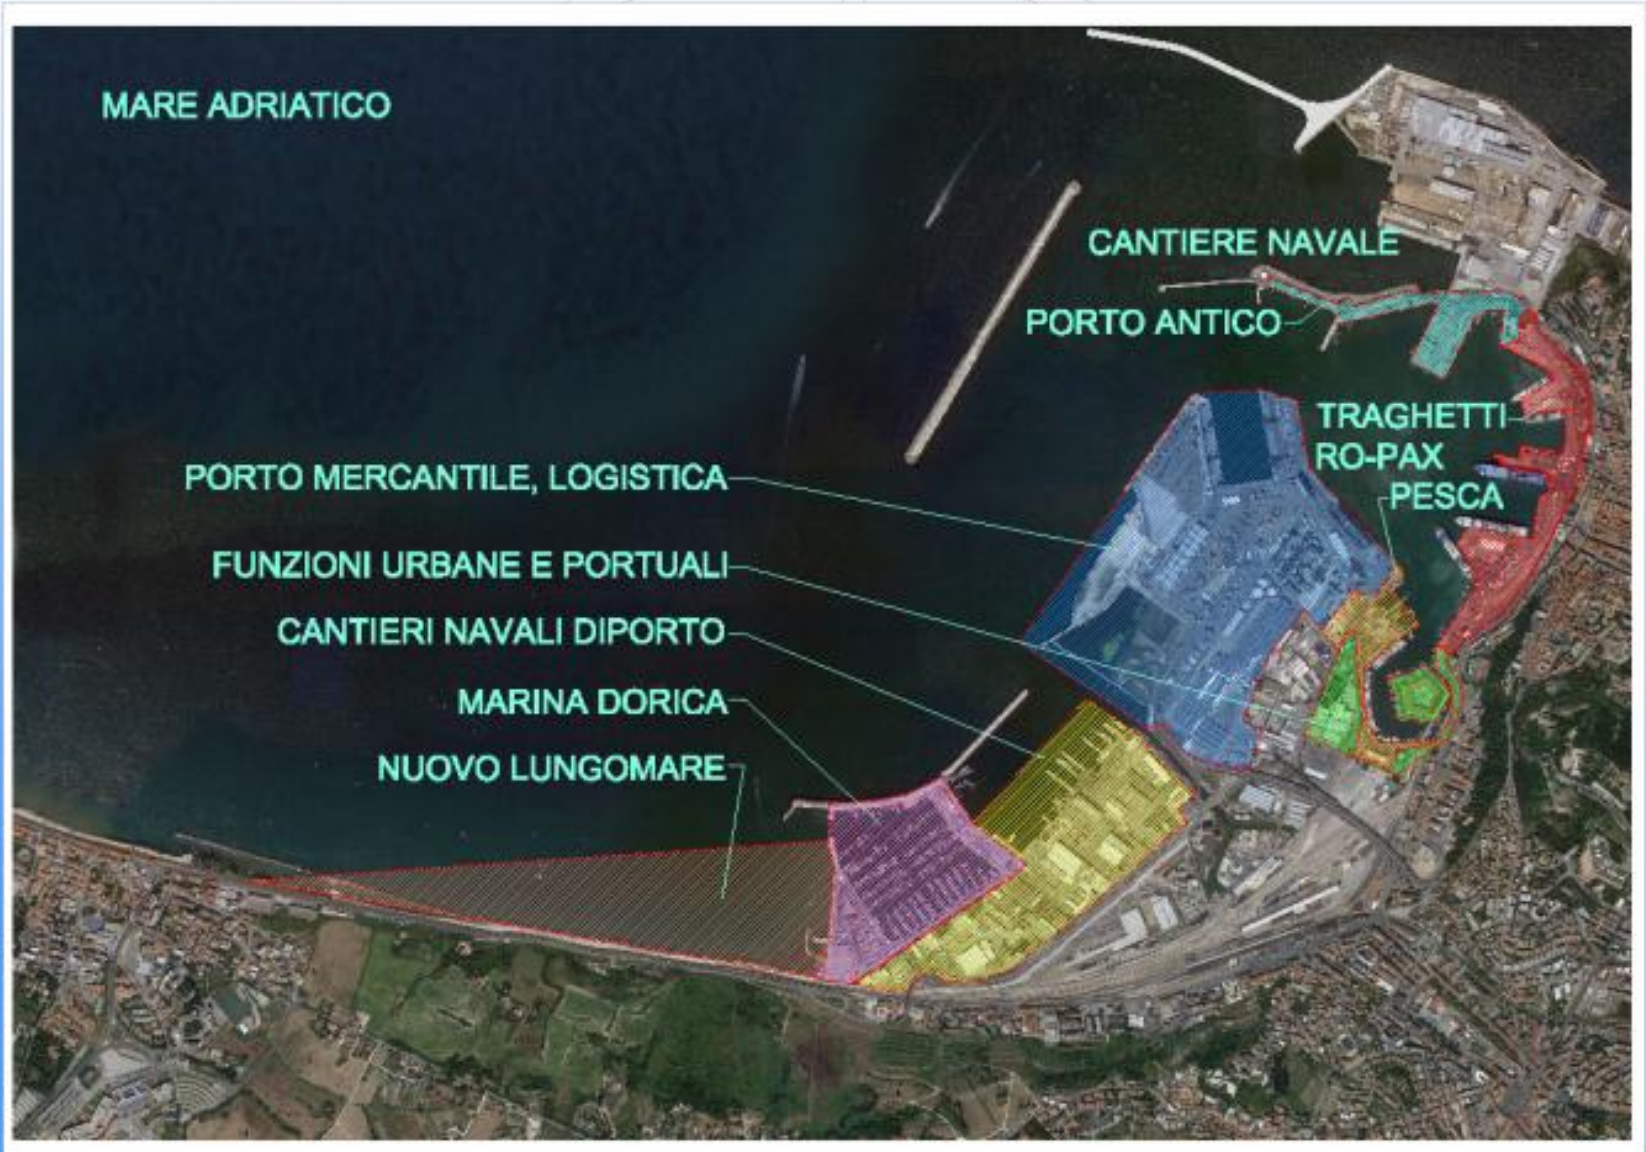 MARE ADRIATICO
CANTIERE NAVALE
PORTO ANTICO
TRAGHETTI
RO-PAX
PESCA
PORTO MERCANTILE, LOGISTICA
FUNZIONI URBANE E PORTUALI
CANTIERI NAVALI DIPORTO
MARINA DORICA
NUOVO LUNGOMARE